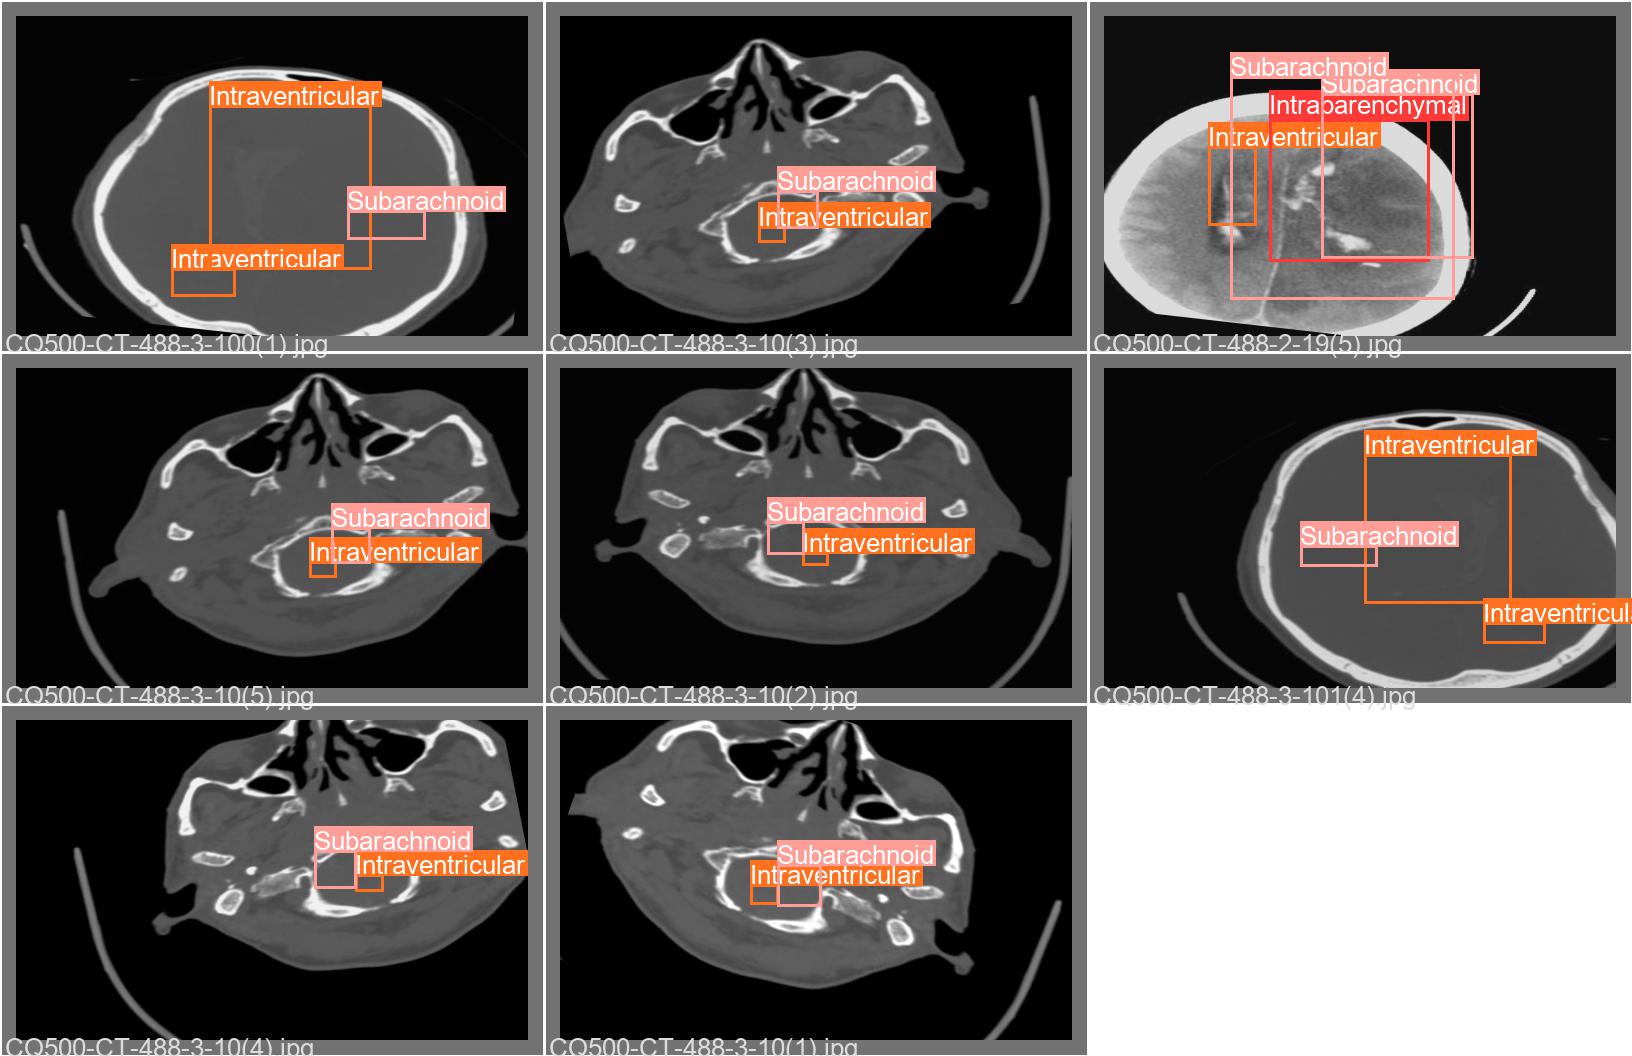 Intraventricular
Subarachnoid
Intraventricular
CQ500-CT-488-3-100(1).jpg
Subarachnoid
Intraventricular
CQ500-CT-488-3-10(3).jpg
Subarachnoid
Subarachnoid
Intraparenchymal
Intraventricular
CQ500-CT-488-2-19(5).jpg
Subarachnoid
Intraventricular
CQ500-CT-488-3-10(5).jpg
Subarachnoid
Intraventricular
CQ500-CT-488-3-10(2).jpg
Intraventricular
Subarachnoid
Intraventricul
CQ500-CT-488-3-101(4).jpg
Subarachnoid
Intraventricular
CQ500-CT-488-3-10(4).jpg
Subarachnoid
Intraventricular
CQ500-CT-488-3-10(1).jpg